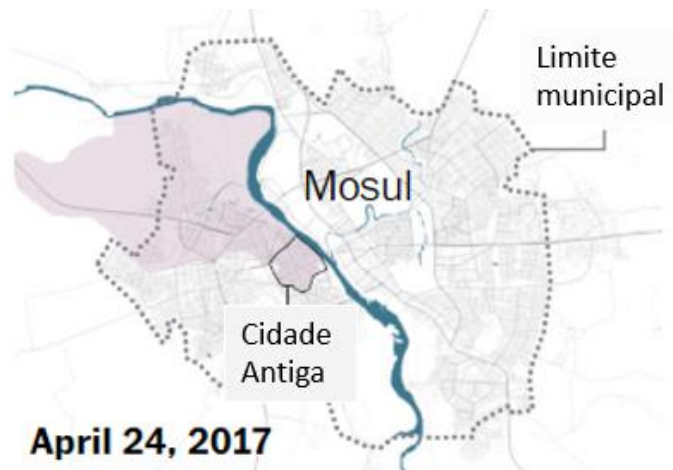 Limite
municipal
Mosul
Cidade
Antiga
April 24, 2017